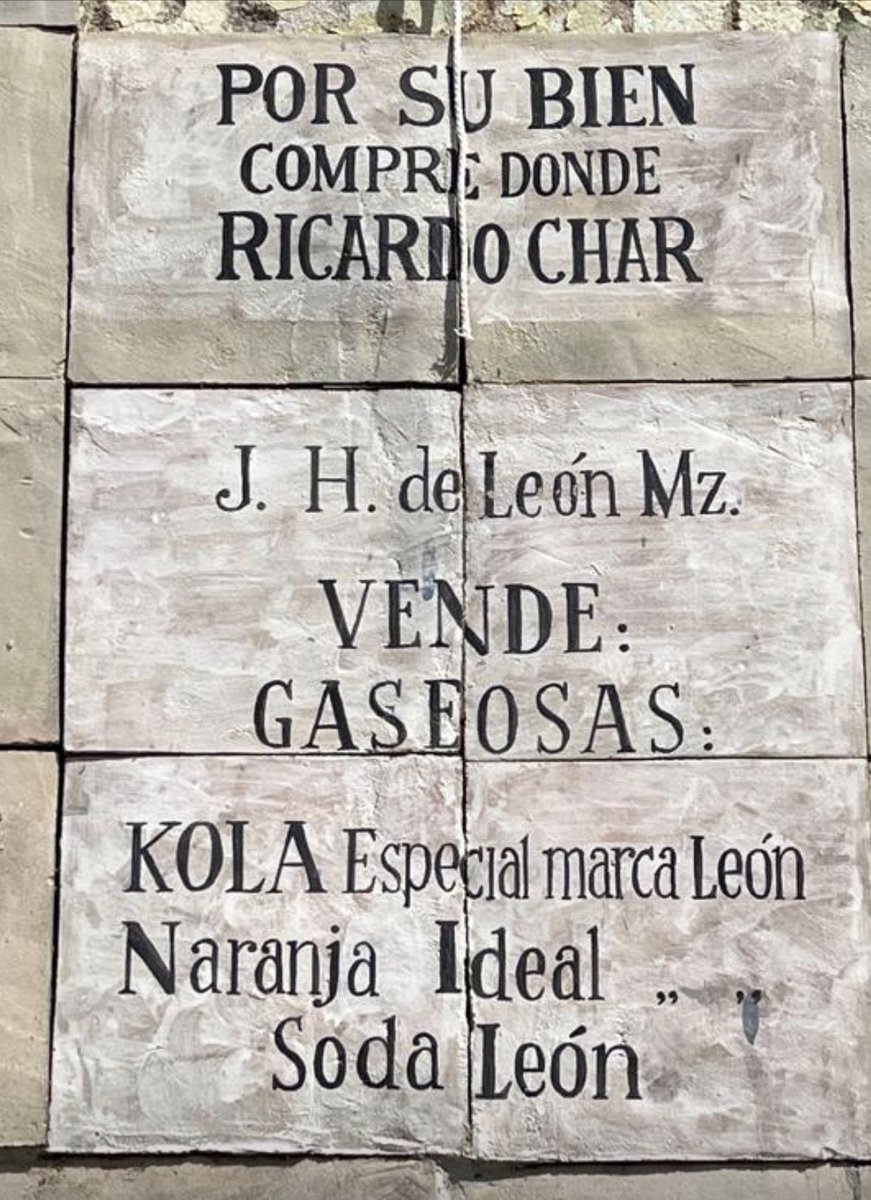 POR SU BIEN
COMPRE DONDE
RICARDO CHAR
J. H. de León Mz.
VENDE:
GASEOSAS:
KOLA Especial marca León
Naranja Ideal „ „
Soda León